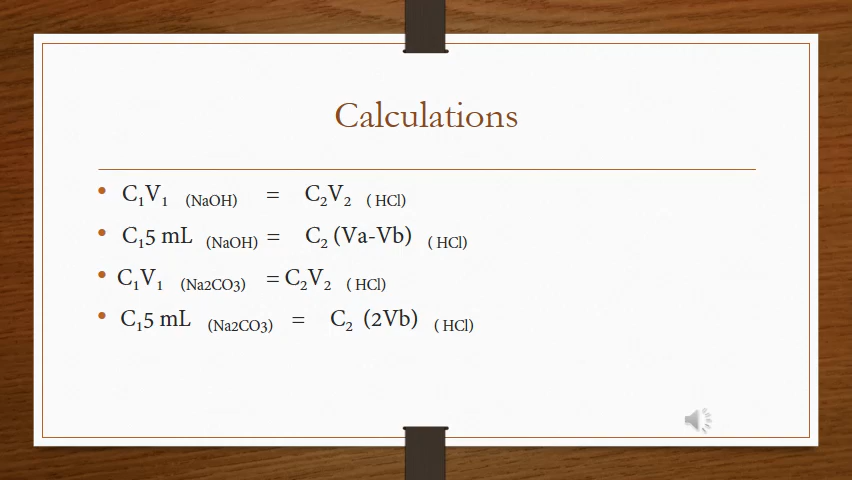 Calculations
• C₁V₁ (NaOH) = C₂V₂ ( HCl)
• C₁5 mL (NaOH) = C₂ (Va-Vb) ( HCl)
• C₁V₁ (Na2CO3) = C₂V₂ ( HCl)
• C₁5 mL (Na2CO3) = C₂ (2Vb) ( HCl)